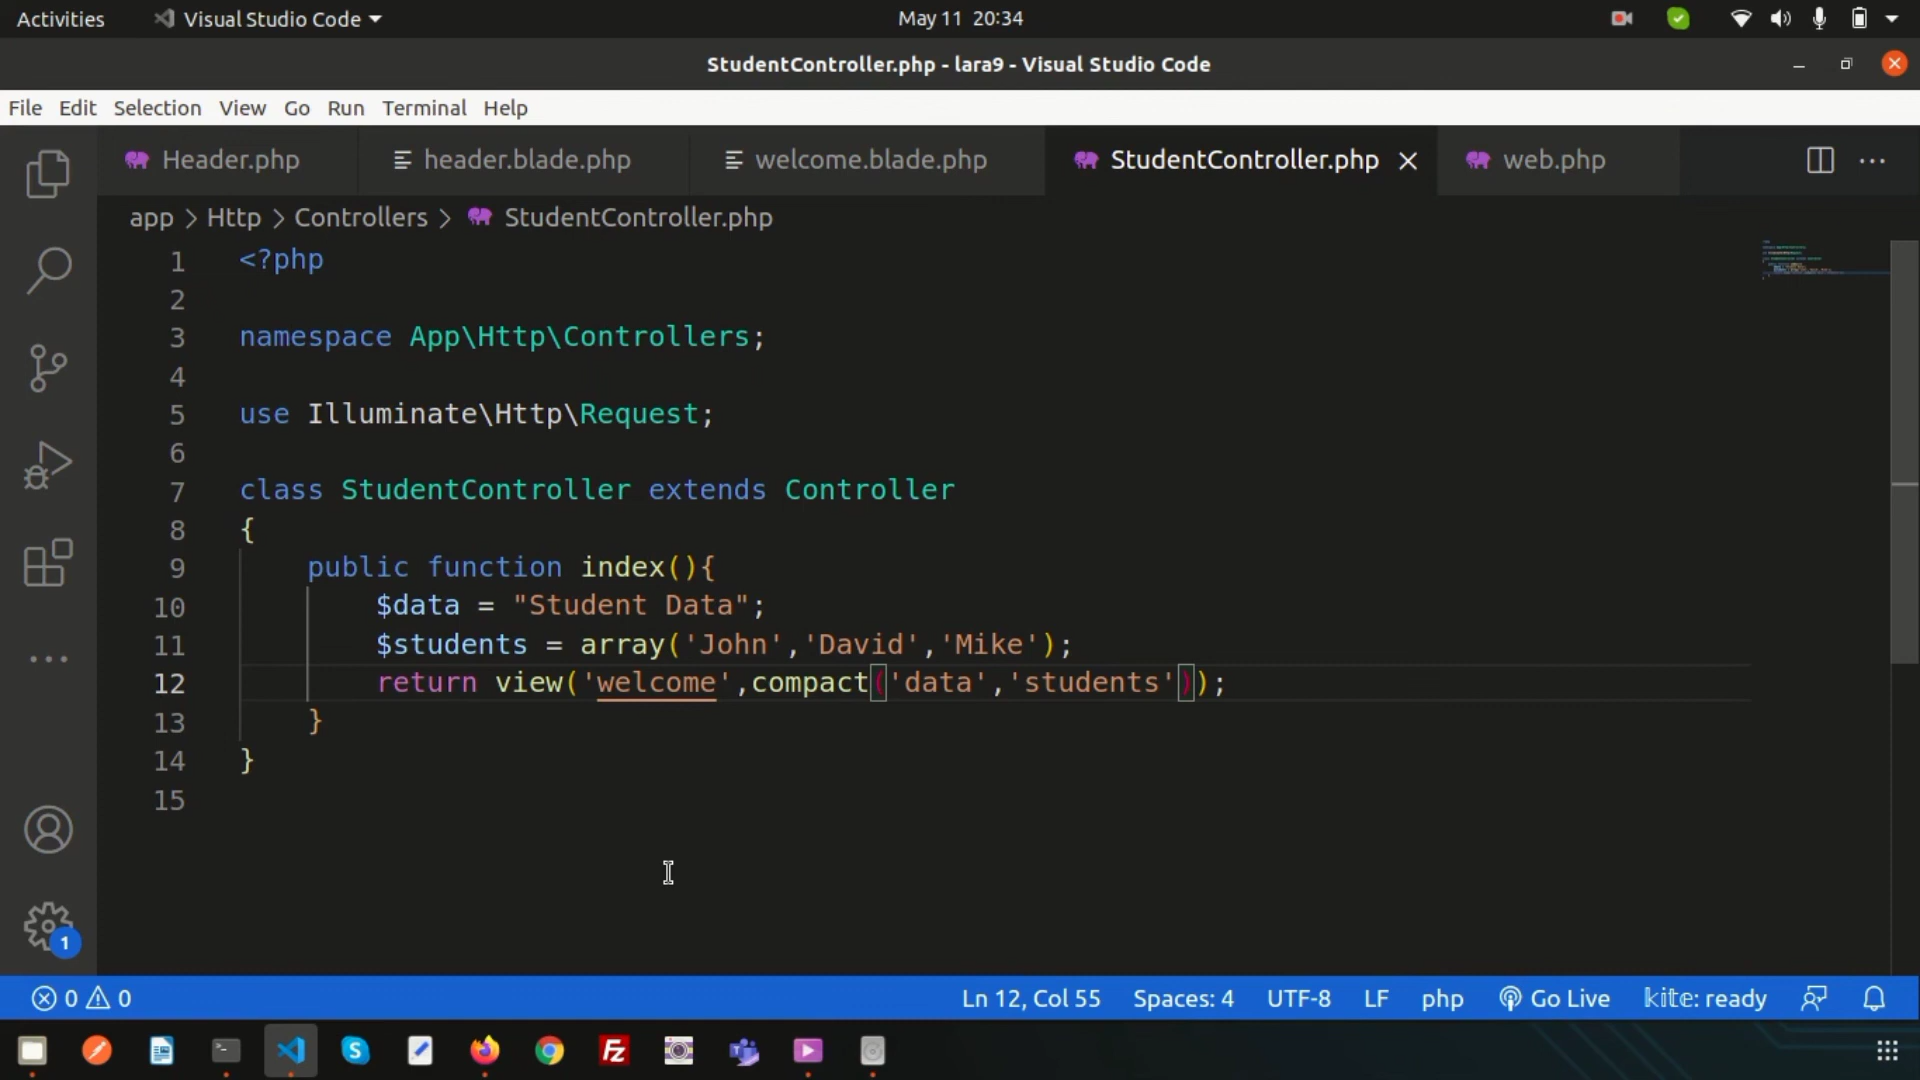 Activities Visual Studio Code May 11 20:34
StudentController.php - lara9 - Visual Studio Code
File Edit Selection View Go Run Terminal Help
Header.php header.blade.php welcome.blade.php StudentController.php web.php
app > Http > Controllers > StudentController.php
1 <?php
2
3 namespace App\Http\Controllers;
4
5 use Illuminate\Http\Request;
6
7 class StudentController extends Controller
8 {
9 public function index(){
10 $data = "Student Data";
11 $students = array('John','David','Mike');
12 return view('welcome',compact('data','students'));
13 }
14 }
15
1
0 0 Ln 12, Col 55 Spaces: 4 UTF-8 LF php Go Live kite: ready
S Fz